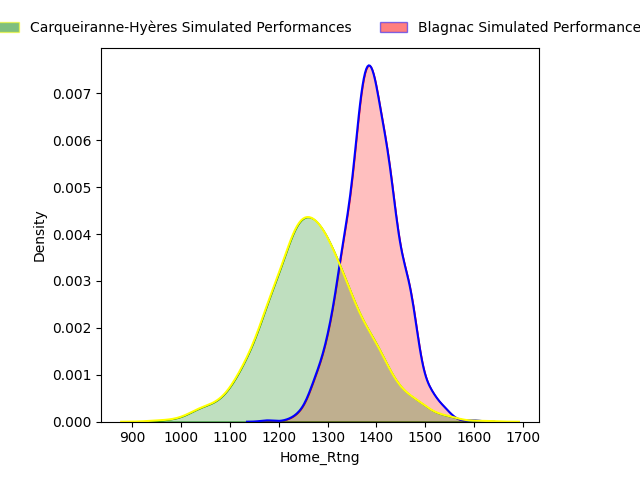 Carqueiranne-Hyères Simulated Performances
Blagnac Simulated Performance
0.007
0.006
0.005
0.004
0.003
0.002
0.001
0.000
Density
900 1000 1100 1200 1300 1400 1500 1600 1700
Home_Rtng